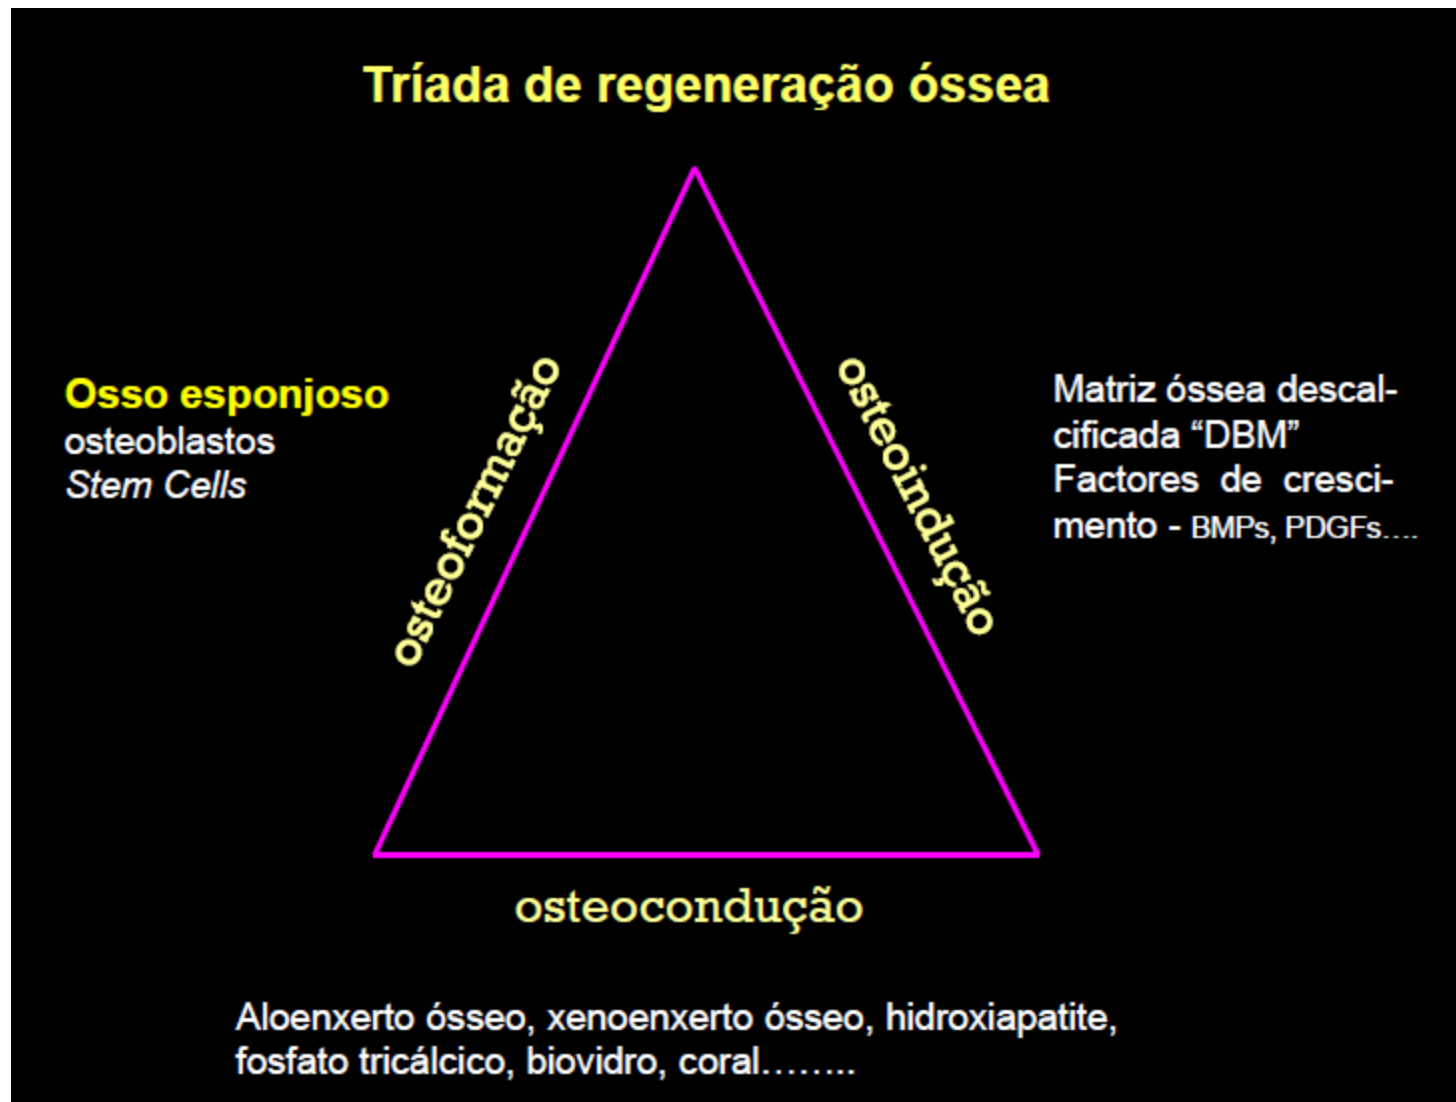 Tríada de regeneração óssea
Osso esponjoso
osteoblastos
Stem Cells
osteoformação
osteoindução
Matriz óssea descal-
cificada “DBM”
Factores de cresci-
mento - BMPs, PDGFs....
osteocondução
Aloenxerto ósseo, xenoenxerto ósseo, hidroxiapatite,
fosfato tricálcico, biovidro, coral……..